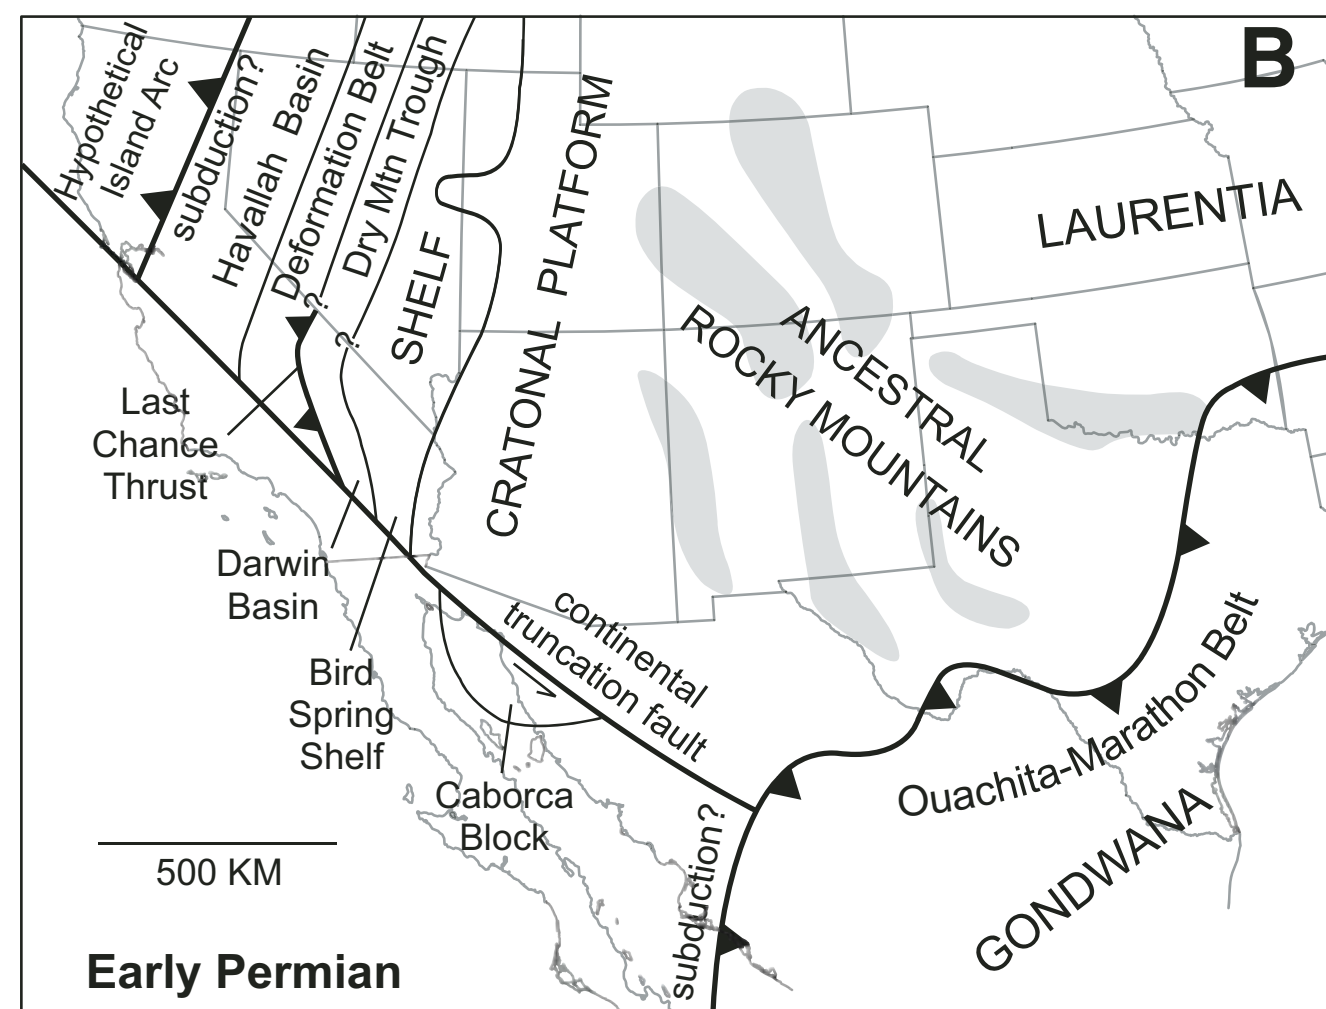 B
Hypothetical
Island Arc
subduction?
Havallah Basin
Deformation Belt
Dry Mtn Trough
SHELF
CRATONAL PLATFORM
LAURENTIA
ANCESTRAL
ROCKY MOUNTAINS
?
?
Last
Chance
Thrust
Darwin
Basin
Bird
Spring
Shelf
Caborca
Block
continental
truncation fault
Ouachita-Marathon Belt
GONDWANA
subduction?
500 KM
Early Permian